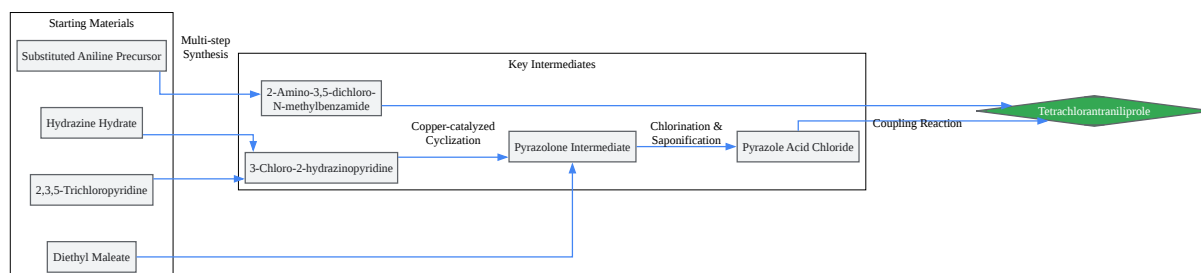 Starting Materials
Substituted Aniline Precursor
Hydrazine Hydrate
2,3,5-Trichloropyridine
Diethyl Maleate
Multi-step
Synthesis
Key Intermediates
2-Amino-3,5-dichloro-
N-methylbenzamide
3-Chloro-2-hydrazinopyridine
Copper-catalyzed
Cyclization
Pyrazolone Intermediate
Chlorination &
Saponification
Pyrazole Acid Chloride
Coupling Reaction
Tetrachlorantraniliprole